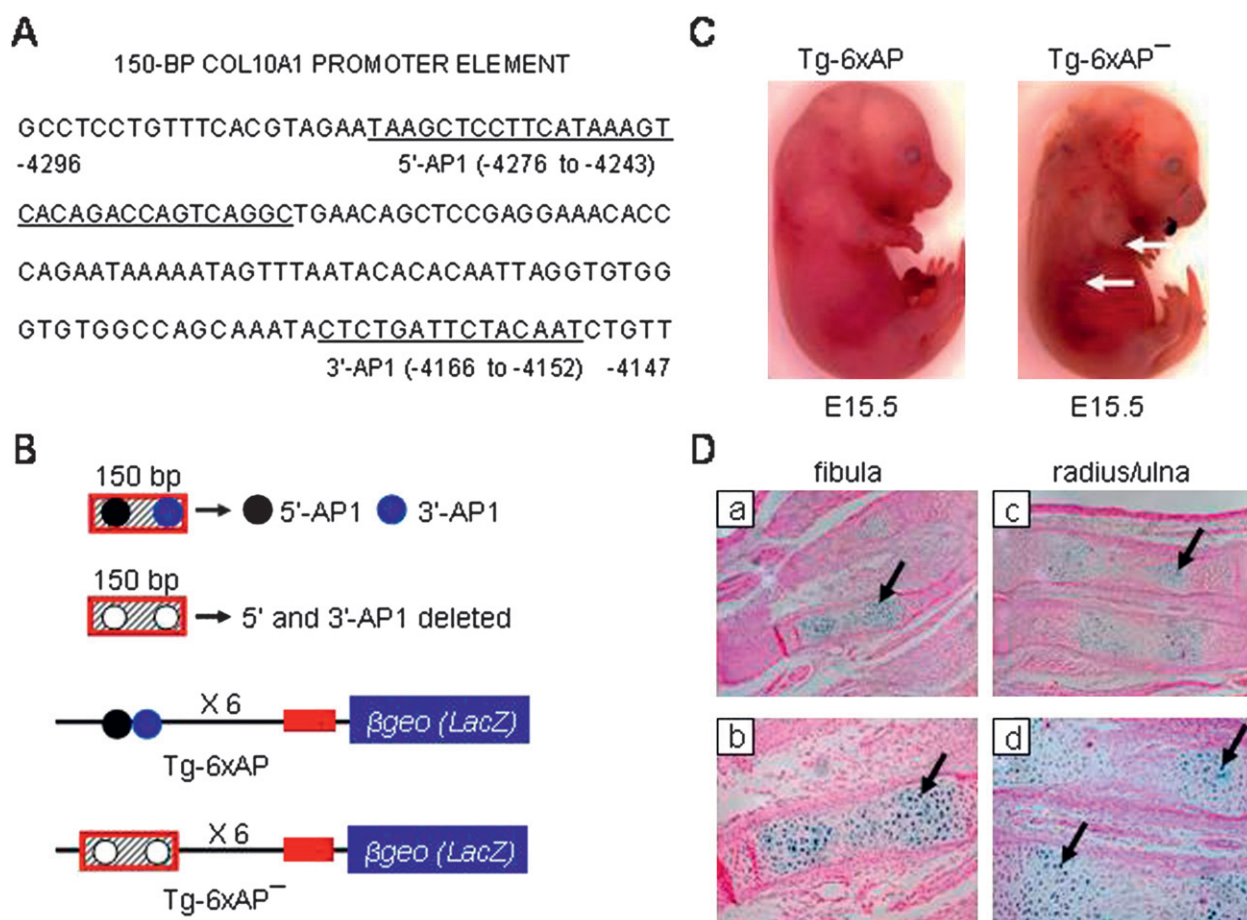 A
150-BP COL10A1 PROMOTER ELEMENT
GCCTCCTGTTTCACGTAGAATAAGCTCCTTCATAAAGT
-4296
5'-AP1 (-4276 to -4243)
CACAGACCAGTCAGGCTGAACAGCTCCGAGGAAACACC
CAGAATAAAAATAGTTTAATACACACAATTAGGTGTGG
GTGTGGCCAGCAAATACTCTGATTCTACAATCTGTT
3'-AP1 (-4166 to -4152) -4147
B
150 bp
5'-AP1 3'-AP1
150 bp
5' and 3'-AP1 deleted
X 6
βgeo (LacZ)
Tg-6xAP
X 6
βgeo (LacZ)
Tg-6xAP⁻
C
Tg-6xAP Tg-6xAP⁻
E15.5 E15.5
D
fibula radius/ulna
a c
b d